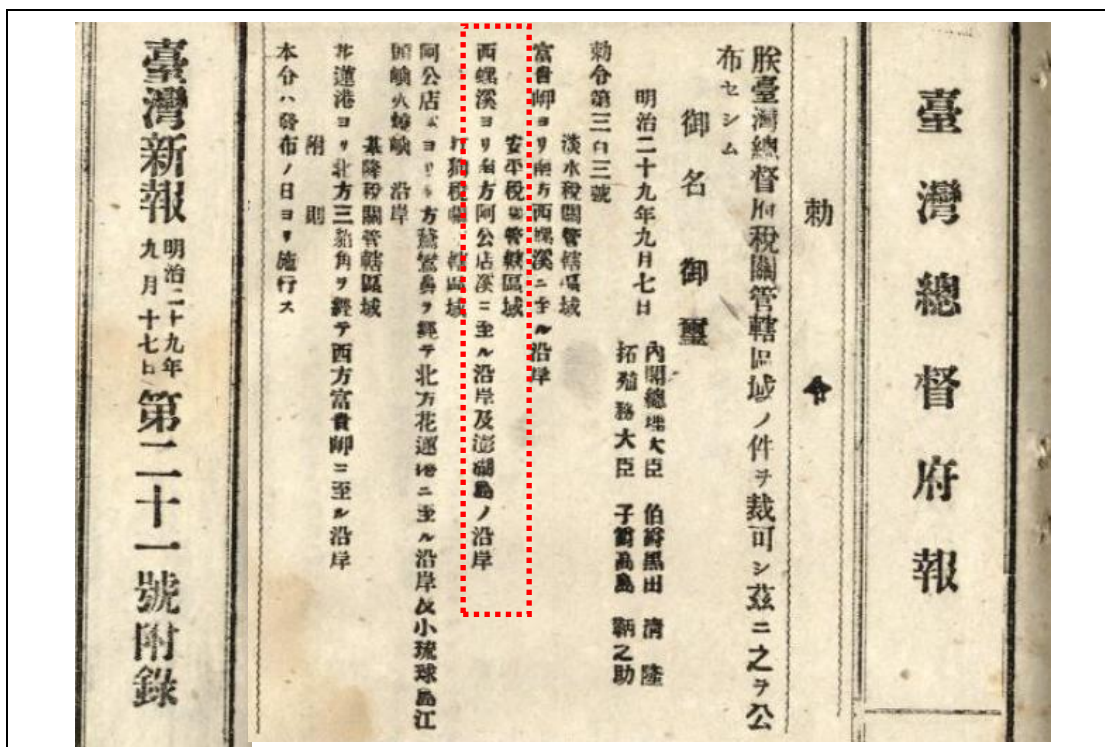 臺灣總督府報
勅令
朕臺灣總督府稅關管轄區域ノ件ヲ裁可シ茲ニ之ヲ公
布セシム
御名御璽
明治二十九年九月七日
內閣總理大臣 伯爵黑田清隆
拓殖務大臣 子爵高島鞆之助
勅令第三百三號
淡水稅關管轄區域
富貴岬ヨリ南方西螺溪ニ至ル沿岸
安平稅關管轄區域
西螺溪ヨリ南方阿公店溪ニ至ル沿岸及澎湖島ノ沿岸
打狗稅關管轄區域
阿公店溪ヨリ方鵞鑾鼻ヲ經テ北方花蓮港ニ至ル沿岸及小琉球島紅
頭嶼火燒嶼沿岸
基隆稅關管轄區域
花蓮港ヨリ北方三貂角ヲ經テ西方富貴岬ニ至ル沿岸
附則
本令ハ發布ノ日ヨリ施行ス
臺灣新報 明治二十九年
九月十七日 第二十一號附錄